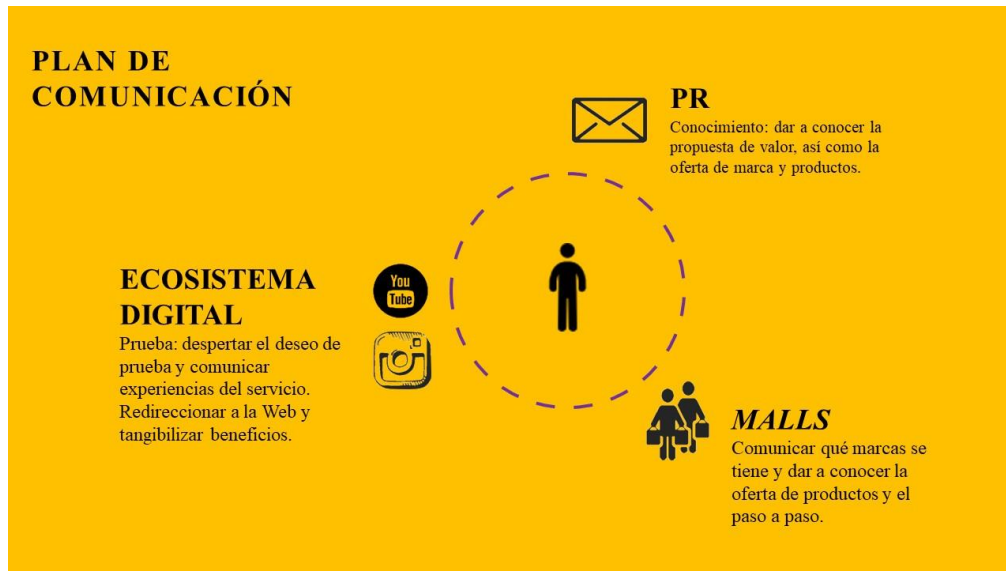 PLAN DE
COMUNICACIÓN
PR
Conocimiento: dar a conocer la
propuesta de valor, así como la
oferta de marca y productos.
ECOSISTEMA
DIGITAL
Prueba: despertar el deseo de
prueba y comunicar
experiencias del servicio.
Redireccionar a la Web y
tangibilizar beneficios.
You
Tube
MALLS
Comunicar qué marcas se
tiene y dar a conocer la
oferta de productos y el
paso a paso.